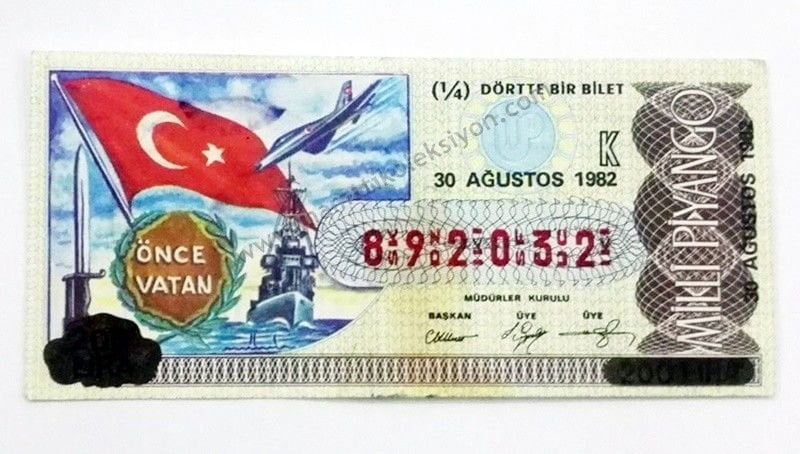 (1/4) DÖRTTE BİR BİLET
K
30 AĞUSTOS 1982
ÖNCE
VATAN
892032
MÜDÜRLER KURULU
BAŞKAN ÜYE ÜYE
MİLLİ PİYANGO
30 AĞUSTOS 1982